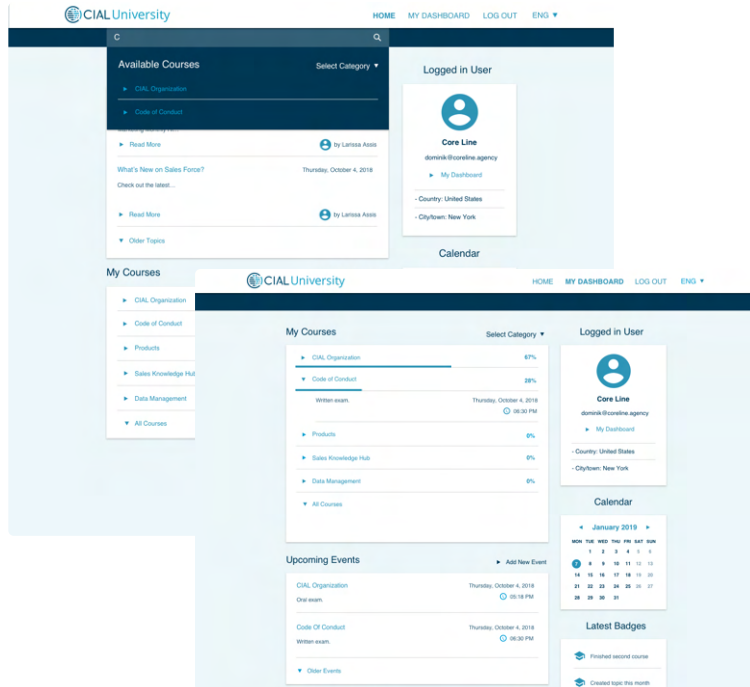 CIALUniversity
HOME MY DASHBOARD LOG OUT ENG ▼
C
Available Courses
Select Category ▼
► CIAL Organization
► Code of Conduct
► Read More
by Larissa Assis
What's New on Sales Force?
Thursday, October 4, 2018
Check out the latest...
► Read More
by Larissa Assis
▼ Older Topics
Logged in User
Core Line
dominik@coreline.agency
► My Dashboard
- Country: United States
- City/town: New York
Calendar
My Courses
► CIAL Organization
► Code of Conduct
► Products
► Sales Knowledge Hub
► Data Management
▼ All Courses
CIALUniversity
HOME MY DASHBOARD LOG OUT ENG ▼
My Courses
Select Category ▼
► CIAL Organization 67%
▼ Code of Conduct 28%
Written exam.
Thursday, October 4, 2018
06:30 PM
► Products 0%
► Sales Knowledge Hub 0%
► Data Management 0%
▼ All Courses
Upcoming Events
► Add New Event
CIAL Organization
Thursday, October 4, 2018
Oral exam.
05:18 PM
Code Of Conduct
Thursday, October 4, 2018
Written exam.
06:30 PM
▼ Older Events
Logged in User
Core Line
dominik@coreline.agency
► My Dashboard
- Country: United States
- City/town: New York
Calendar
◄ January 2019 ►
MON TUE WED THU FRI SAT SUN
1 2 3 4 5 6
7 8 9 10 11 12 13
14 15 16 17 18 19 20
21 22 23 24 25 26 27
28 29 30 31
Latest Badges
Finished second course
Created topic this month